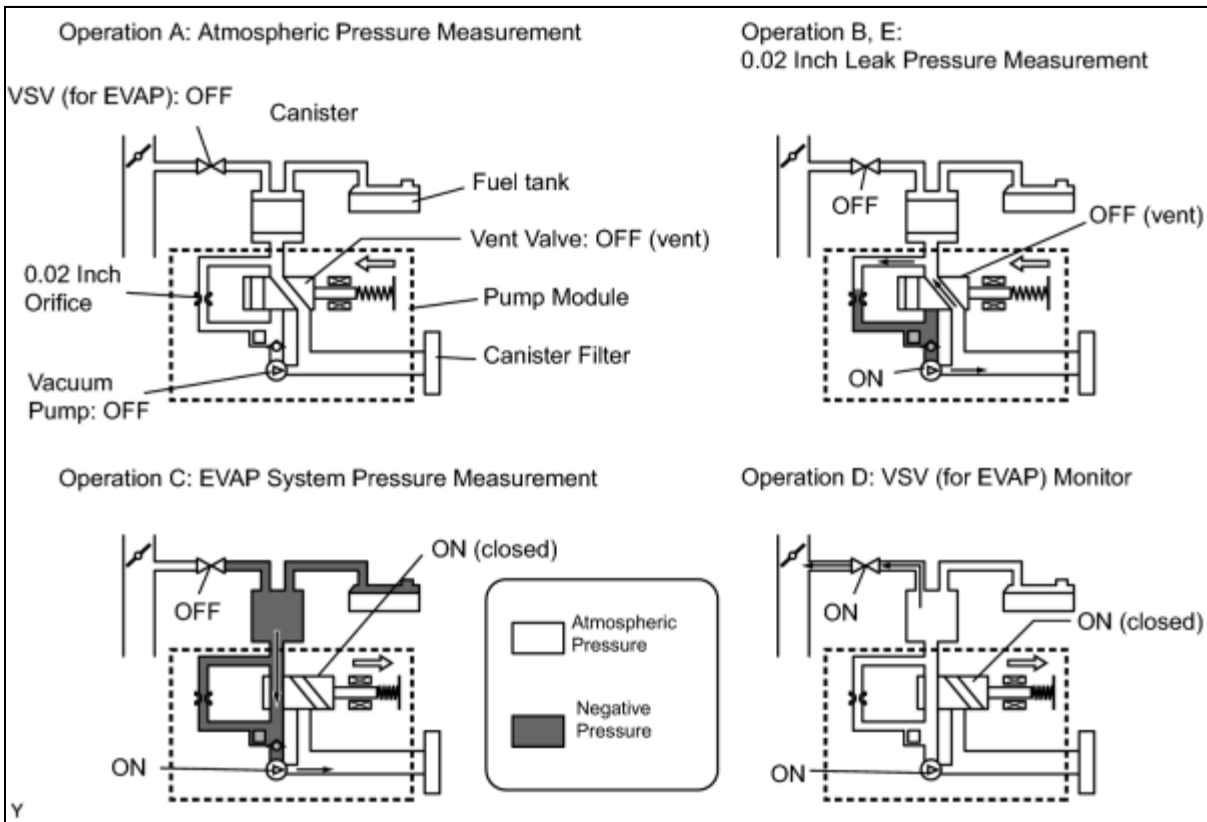 Operation A: Atmospheric Pressure Measurement
VSV (for EVAP): OFF
Canister
Fuel tank
Vent Valve: OFF (vent)
0.02 Inch
Orifice
Pump Module
Canister Filter
Vacuum
Pump: OFF
Operation B, E:
0.02 Inch Leak Pressure Measurement
OFF
OFF (vent)
ON
Operation C: EVAP System Pressure Measurement
ON (closed)
OFF
ON
Atmospheric
Pressure
Negative
Pressure
Operation D: VSV (for EVAP) Monitor
ON
ON (closed)
ON
Y